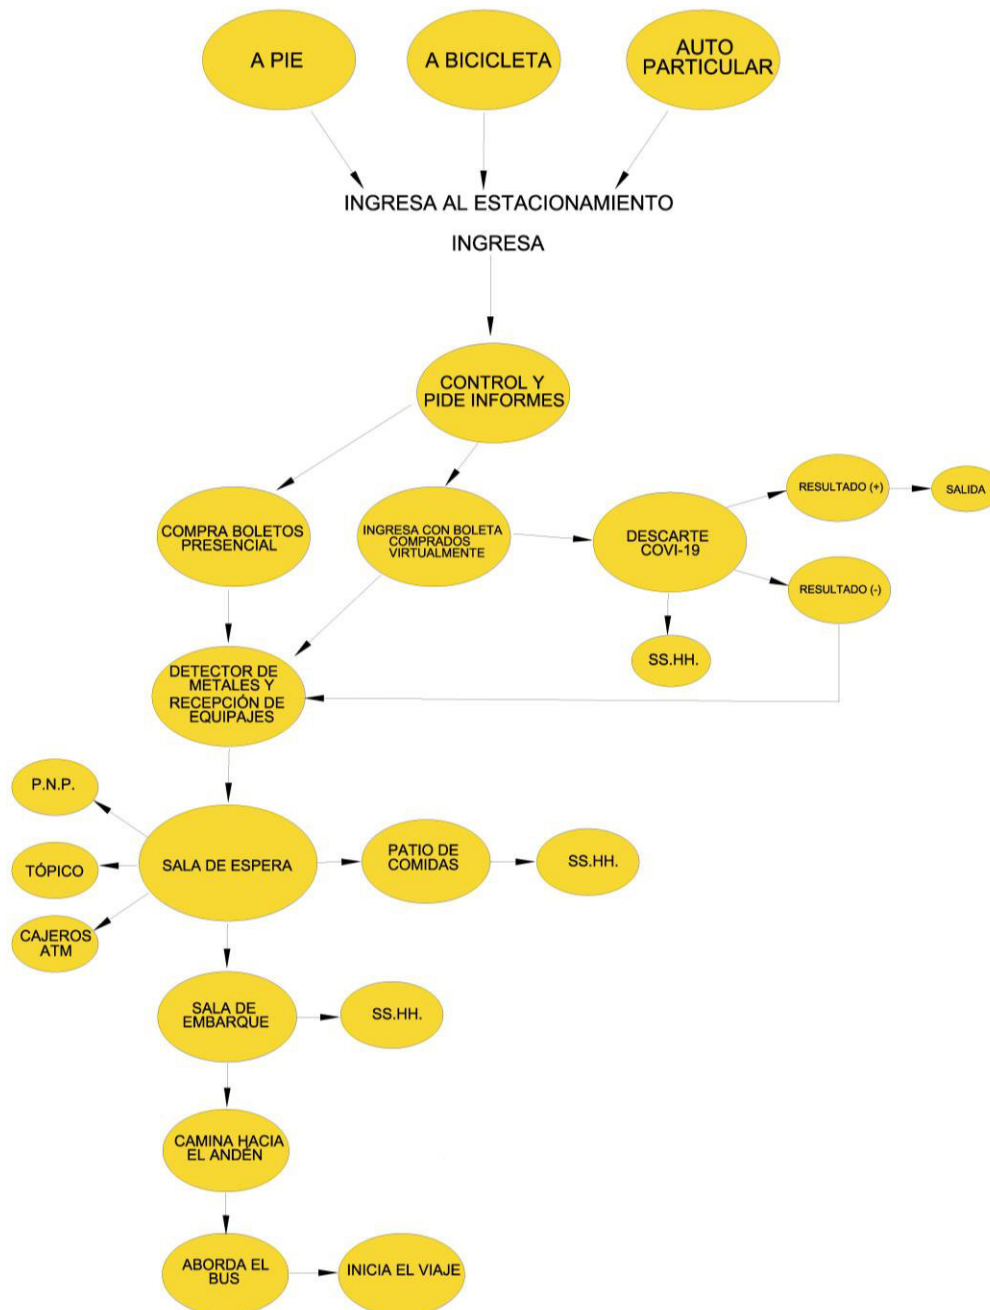 A PIE
A BICICLETA
AUTO
PARTICULAR
INGRESA AL ESTACIONAMIENTO
INGRESA
CONTROL Y
PIDE INFORMES
COMPRA BOLETOS
PRESENCIAL
INGRESA CON BOLETA
COMPRADOS
VIRTUALMENTE
DESCARTE
COVI-19
RESULTADO (+)
SALIDA
RESULTADO (-)
SS.HH.
DETECTOR DE
METALES Y
RECEPCIÓN DE
EQUIPAJES
P.N.P.
TÓPICO
CAJEROS
ATM
SALA DE ESPERA
PATIO DE
COMIDAS
SS.HH.
SALA DE
EMBARQUE
SS.HH.
CAMINA HACIA
EL ANDÉN
ABORDA EL
BUS
INICIA EL VIAJE